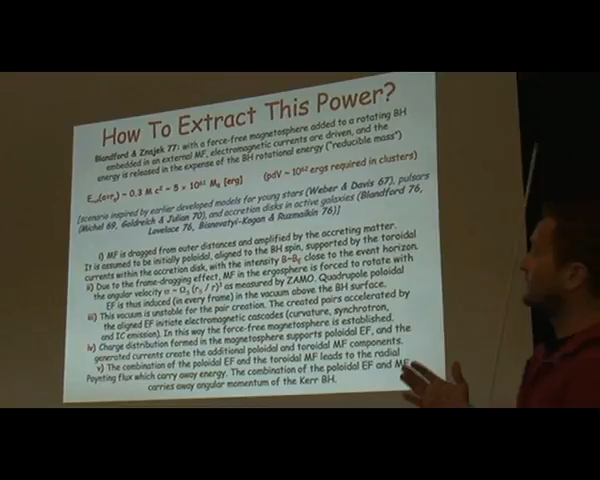 How To Extract This Power?
Blandford & Znajek 77: with a force-free magnetosphere added to a rotating BH
embedded in an external MF, electromagnetic currents are driven, and the
energy is released in the expense of the BH rotational energy ("reducible mass")
(pdV ~ 10⁶² ergs required in clusters)
[scenario inspired by earlier developed models for young stars (Weber & Davis 67), pulsars
(Michel 69, Goldreich & Julian 70), and accretion disks in active galaxies (Blandford 76,
Lovelace 76, Bisnovatyi-Kogan & Ruzmaikin 76)]
i) MF is dragged from outer distances and amplified by the accreting matter.
It is assumed to be initially poloidal, aligned to the BH spin, supported by the toroidal
currents within the accretion disk, with the intensity B~B close to the event horizon.
ii) Due to the frame-dragging effect, MF in the ergosphere is forced to rotate with
the angular velocity as measured by ZAMO. Quadrupole poloidal
EF is thus induced (in every frame) in the vacuum above the BH surface.
iii) This vacuum is unstable for the pair creation. The created pairs accelerated by
the aligned EF initiate electromagnetic cascades (curvature, synchrotron,
and IC emission). In this way the force-free magnetosphere is established.
iv) Charge distribution formed in the magnetosphere supports poloidal EF, and the
generated currents create the additional poloidal and toroidal MF components.
v) The combination of the poloidal EF and the toroidal MF leads to the radial
Poynting flux which carry away energy. The combination of the poloidal EF and MF
carries away angular momentum of the Kerr BH.